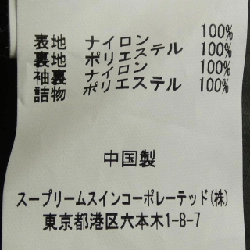 表地 ナイロン 100%
裏地 ポリエステル 100%
袖裏 ナイロン 100%
詰物 ポリエステル 100%
中国製
スープリームスインコーポレーテッド(株)
東京都港区六本木1-8-7